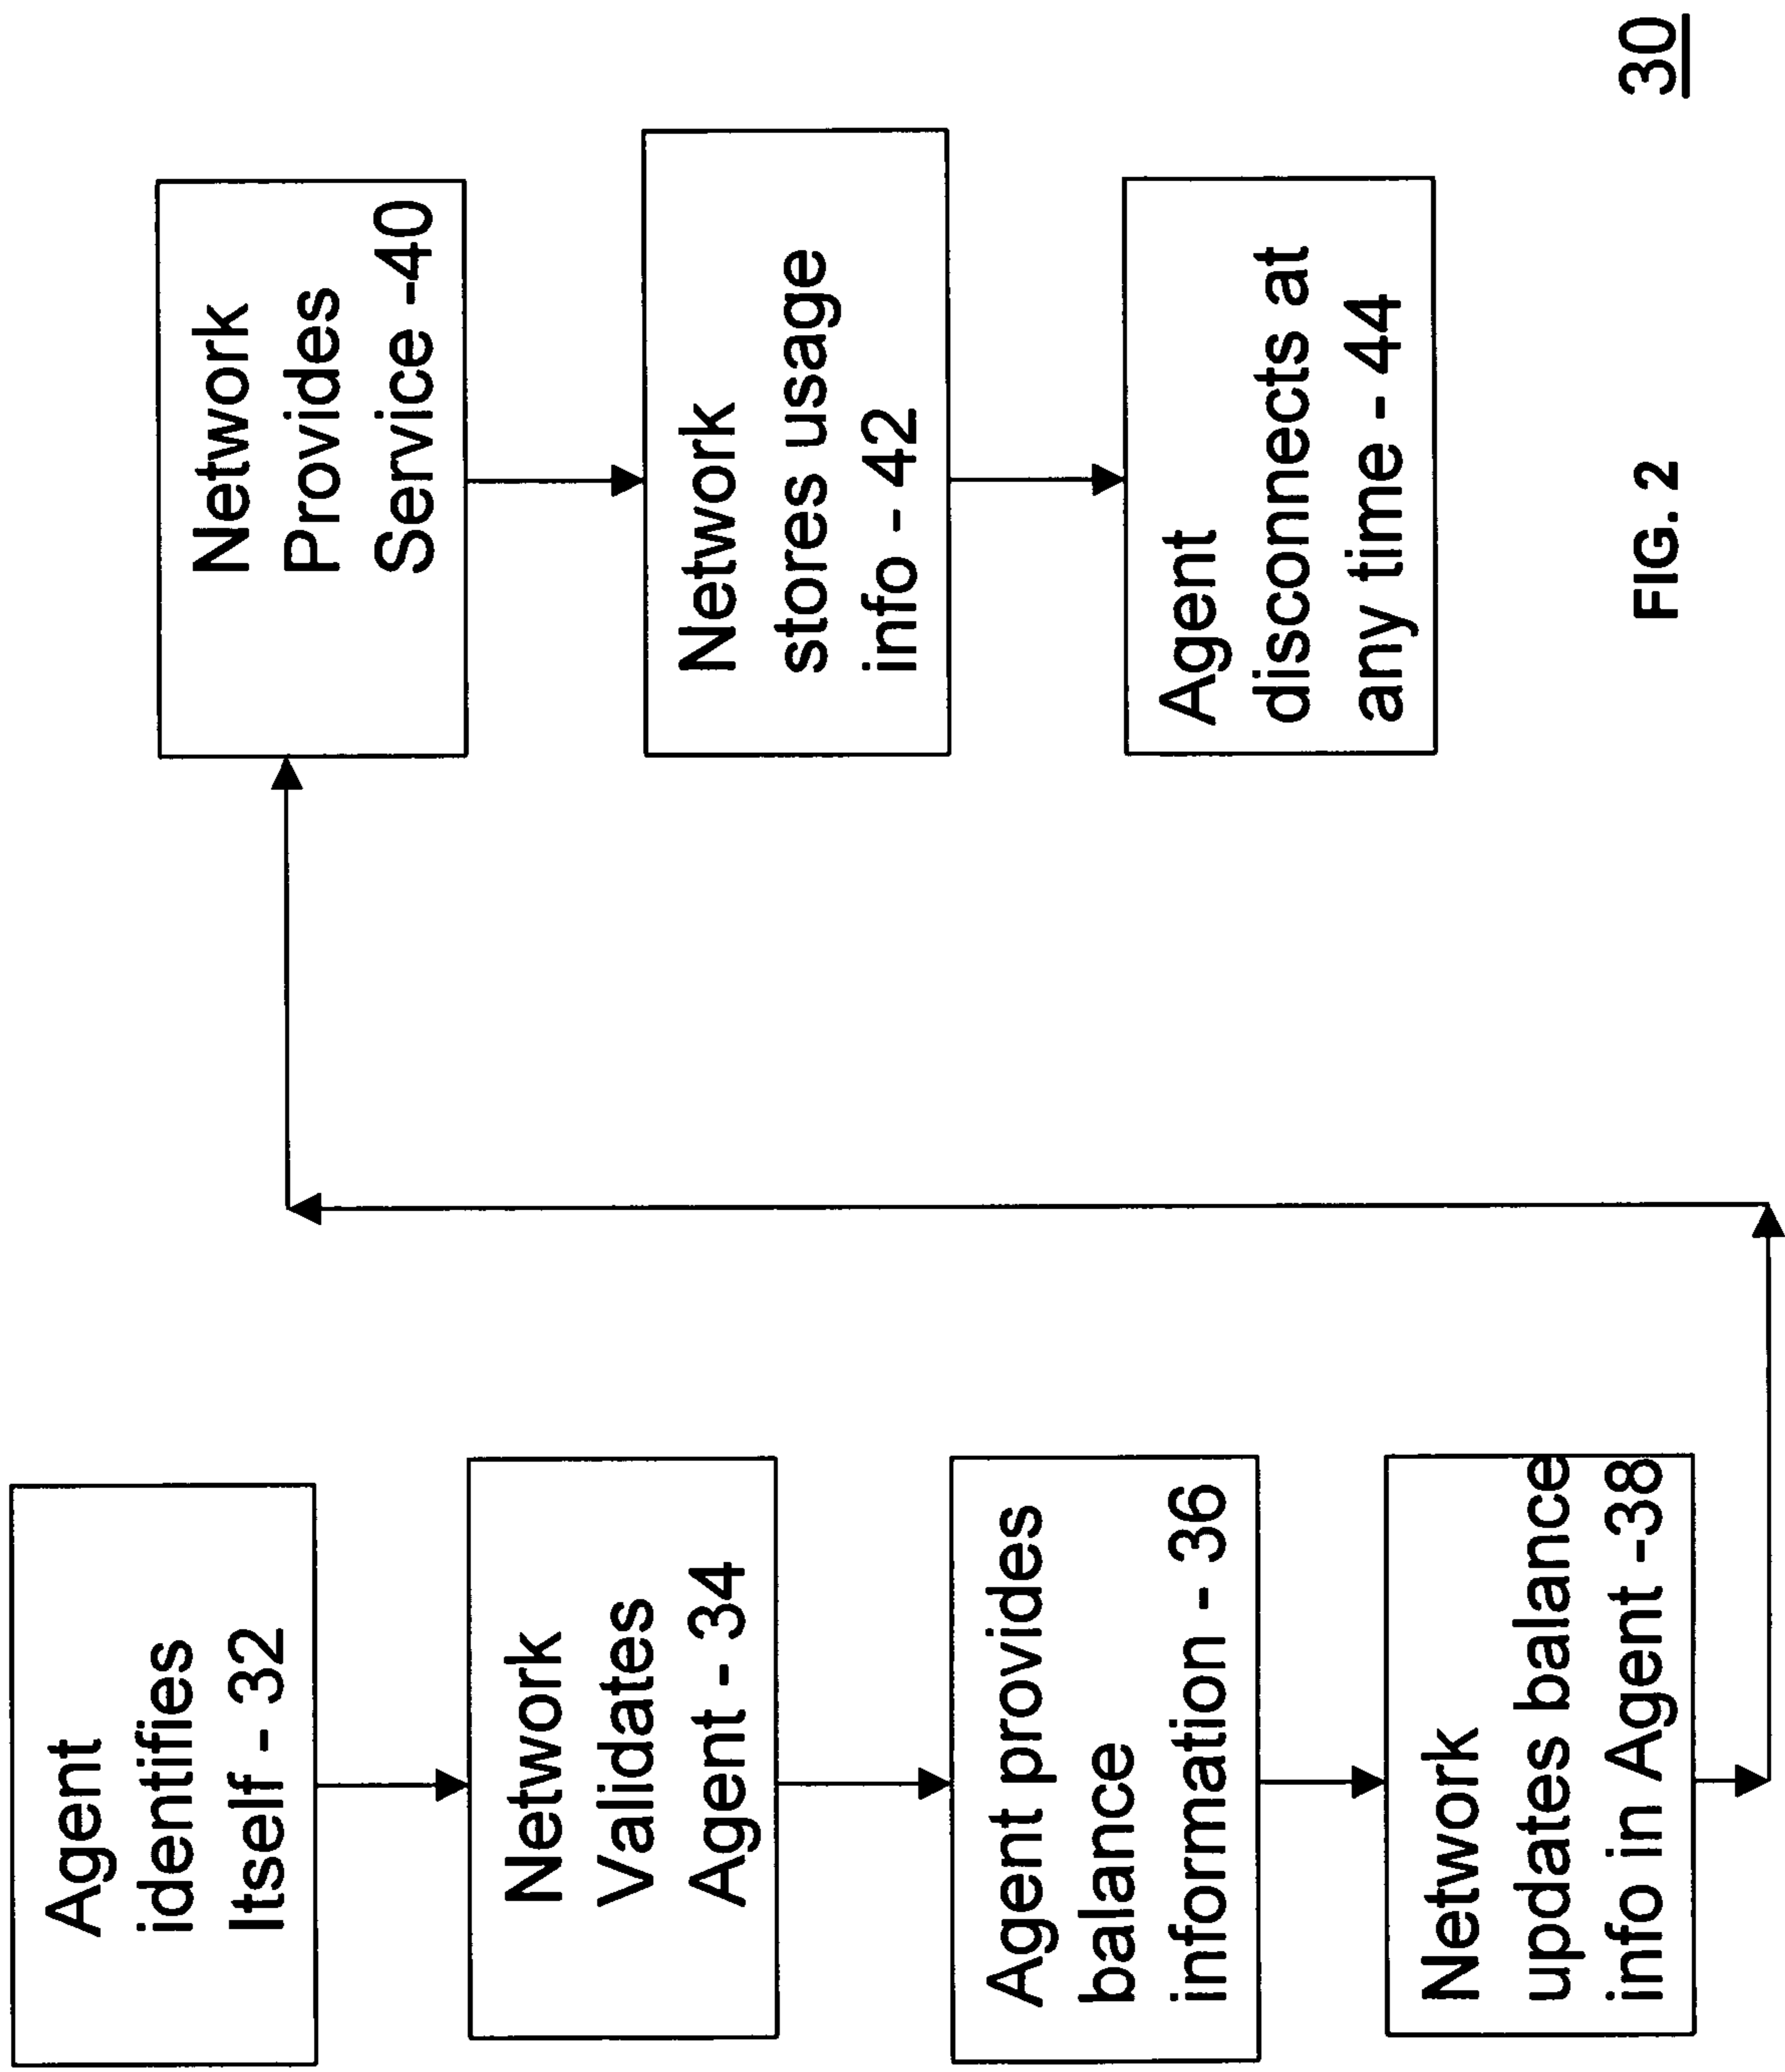 Agent
identifies
Itself - 32
Network
Validates
Agent - 34
Agent provides
balance
information - 36
Network
updates balance
info in Agent -38
Network
Provides
Service -40
Network
stores usage
info - 42
Agent
disconnects at
any time - 44
FIG. 2
30